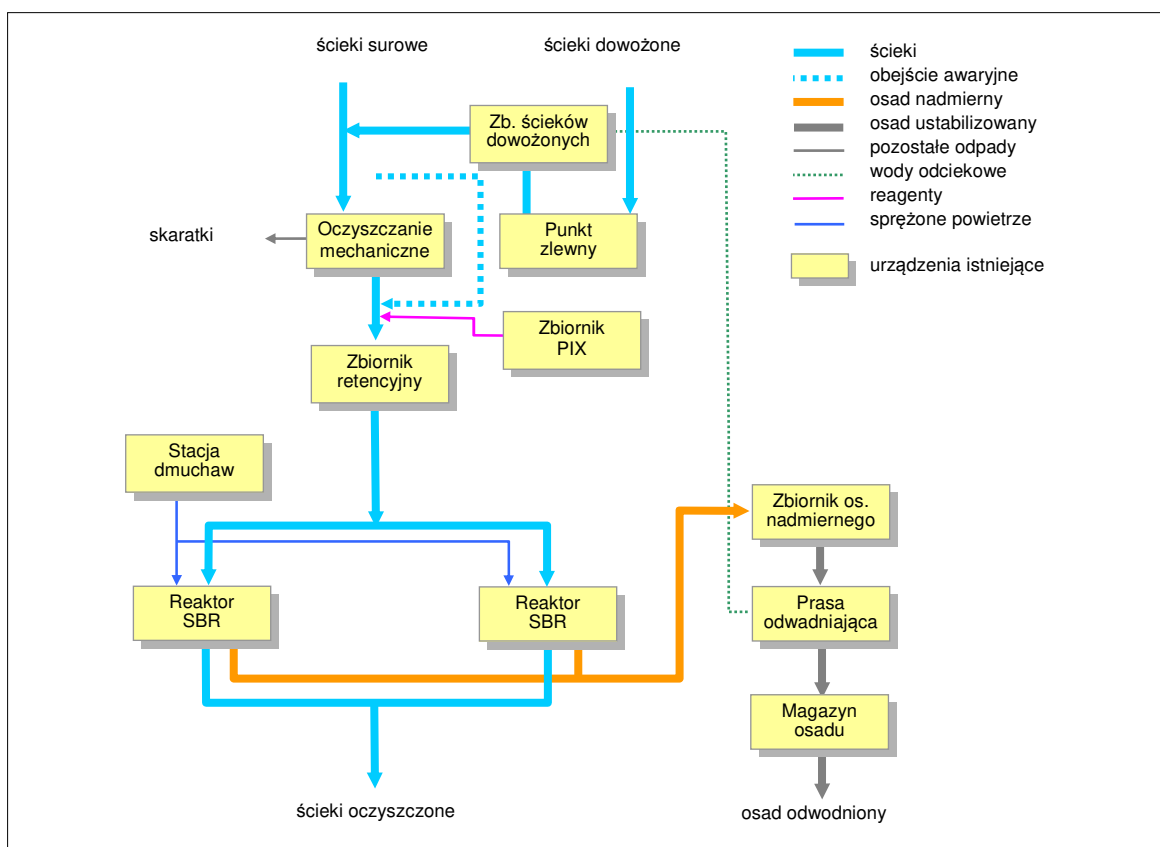 ścieki surowe
ścieki dowożone
ścieki
obejście awaryjne
osad nadmierny
osad ustabilizowany
pozostałe odpady
wody odciekowe
reagenty
sprężone powietrze
urządzenia istniejące
Zb. ścieków
dowożonych
skaratki
Oczyszczanie
mechaniczne
Punkt
zlewny
Zbiornik
PIX
Zbiornik
retencyjny
Stacja
dmuchaw
Zbiornik os.
nadmiernego
Reaktor
SBR
Reaktor
SBR
Prasa
odwadniająca
Magazyn
osadu
ścieki oczyszczone
osad odwodniony